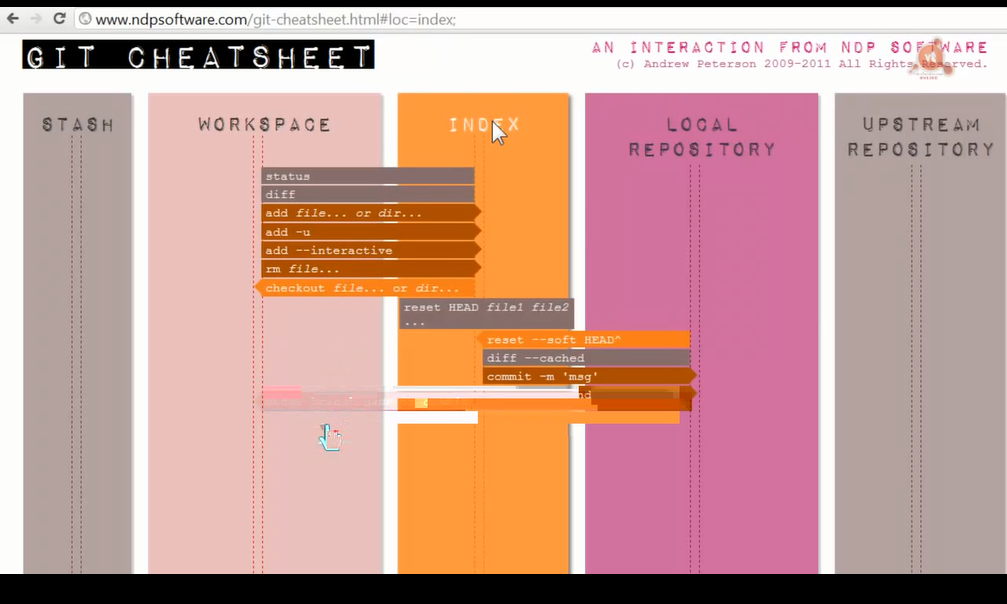 www.ndpsoftware.com/git-cheatsheet.html#loc=index;
GIT CHEATSHEET
AN INTERACTION FROM NDP SOFTWARE
(c) Andrew Peterson 2009-2011 All Rights Reserved.
STASH
WORKSPACE
INDEX
LOCAL
REPOSITORY
UPSTREAM
REPOSITORY
status
diff
add file... or dir...
add -u
add --interactive
rm file...
checkout file... or dir...
reset HEAD file1 file2
...
reset --soft HEAD^
diff --cached
commit -m 'msg'